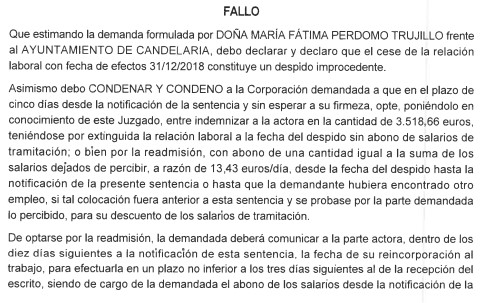 FALLO
Que estimando la demanda formulada por DOÑA MARÍA FÁTIMA PERDOMO TRUJILLO frente
al AYUNTAMIENTO DE CANDELARIA, debo declarar y declaro que el cese de la relación
laboral con fecha de efectos 31/12/2018 constituye un despido improcedente.
Asimismo debo CONDENAR Y CONDENO a la Corporación demandada a que en el plazo de
cinco días desde la notificación de la sentencia y sin esperar a su firmeza, opte, poniéndolo en
conocimiento de este Juzgado, entre indemnizar a la actora en la cantidad de 3.518,66 euros,
teniéndose por extinguida la relación laboral a la fecha del despido sin abono de salarios de
tramitación; o bien por la readmisión, con abono de una cantidad igual a la suma de los
salarios dejados de percibir, a razón de 13,43 euros/día, desde la fecha del despido hasta la
notificación de la presente sentencia o hasta que la demandante hubiera encontrado otro
empleo, si tal colocación fuera anterior a esta sentencia y se probase por la parte demandada
lo percibido, para su descuento de los salarios de tramitación.
De optarse por la readmisión, la demandada deberá comunicar a la parte actora, dentro de los
diez días siguientes a la notificación de esta sentencia, la fecha de su reincorporación al
trabajo, para efectuarla en un plazo no inferior a los tres días siguientes al de la recepción del
escrito, siendo de cargo de la demandada el abono de los salarios desde la notificación de la